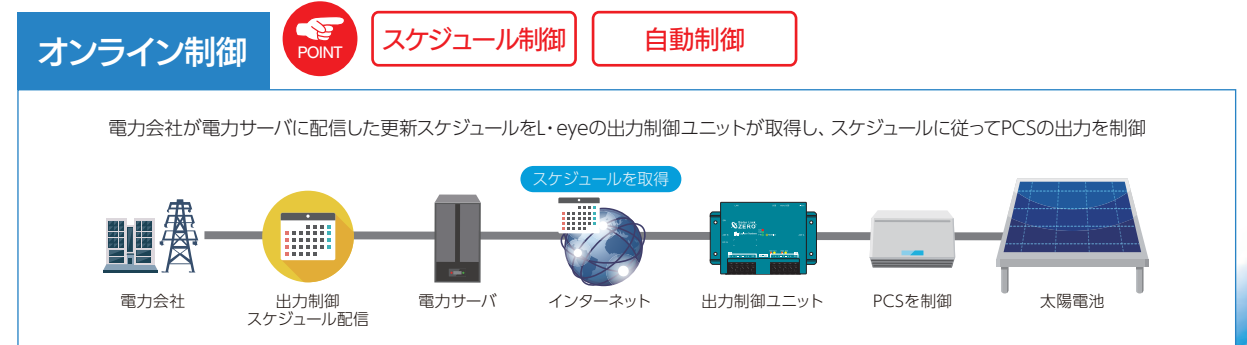 オンライン制御
POINT
スケジュール制御
自動制御
電力会社が電力サーバに配信した更新スケジュールをL・eyeの出力制御ユニットが取得し、スケジュールに従ってPCSの出力を制御
スケジュールを取得
ZERO
電力会社
出力制御
スケジュール配信
電力サーバ
インターネット
出力制御ユニット
PCSを制御
太陽電池